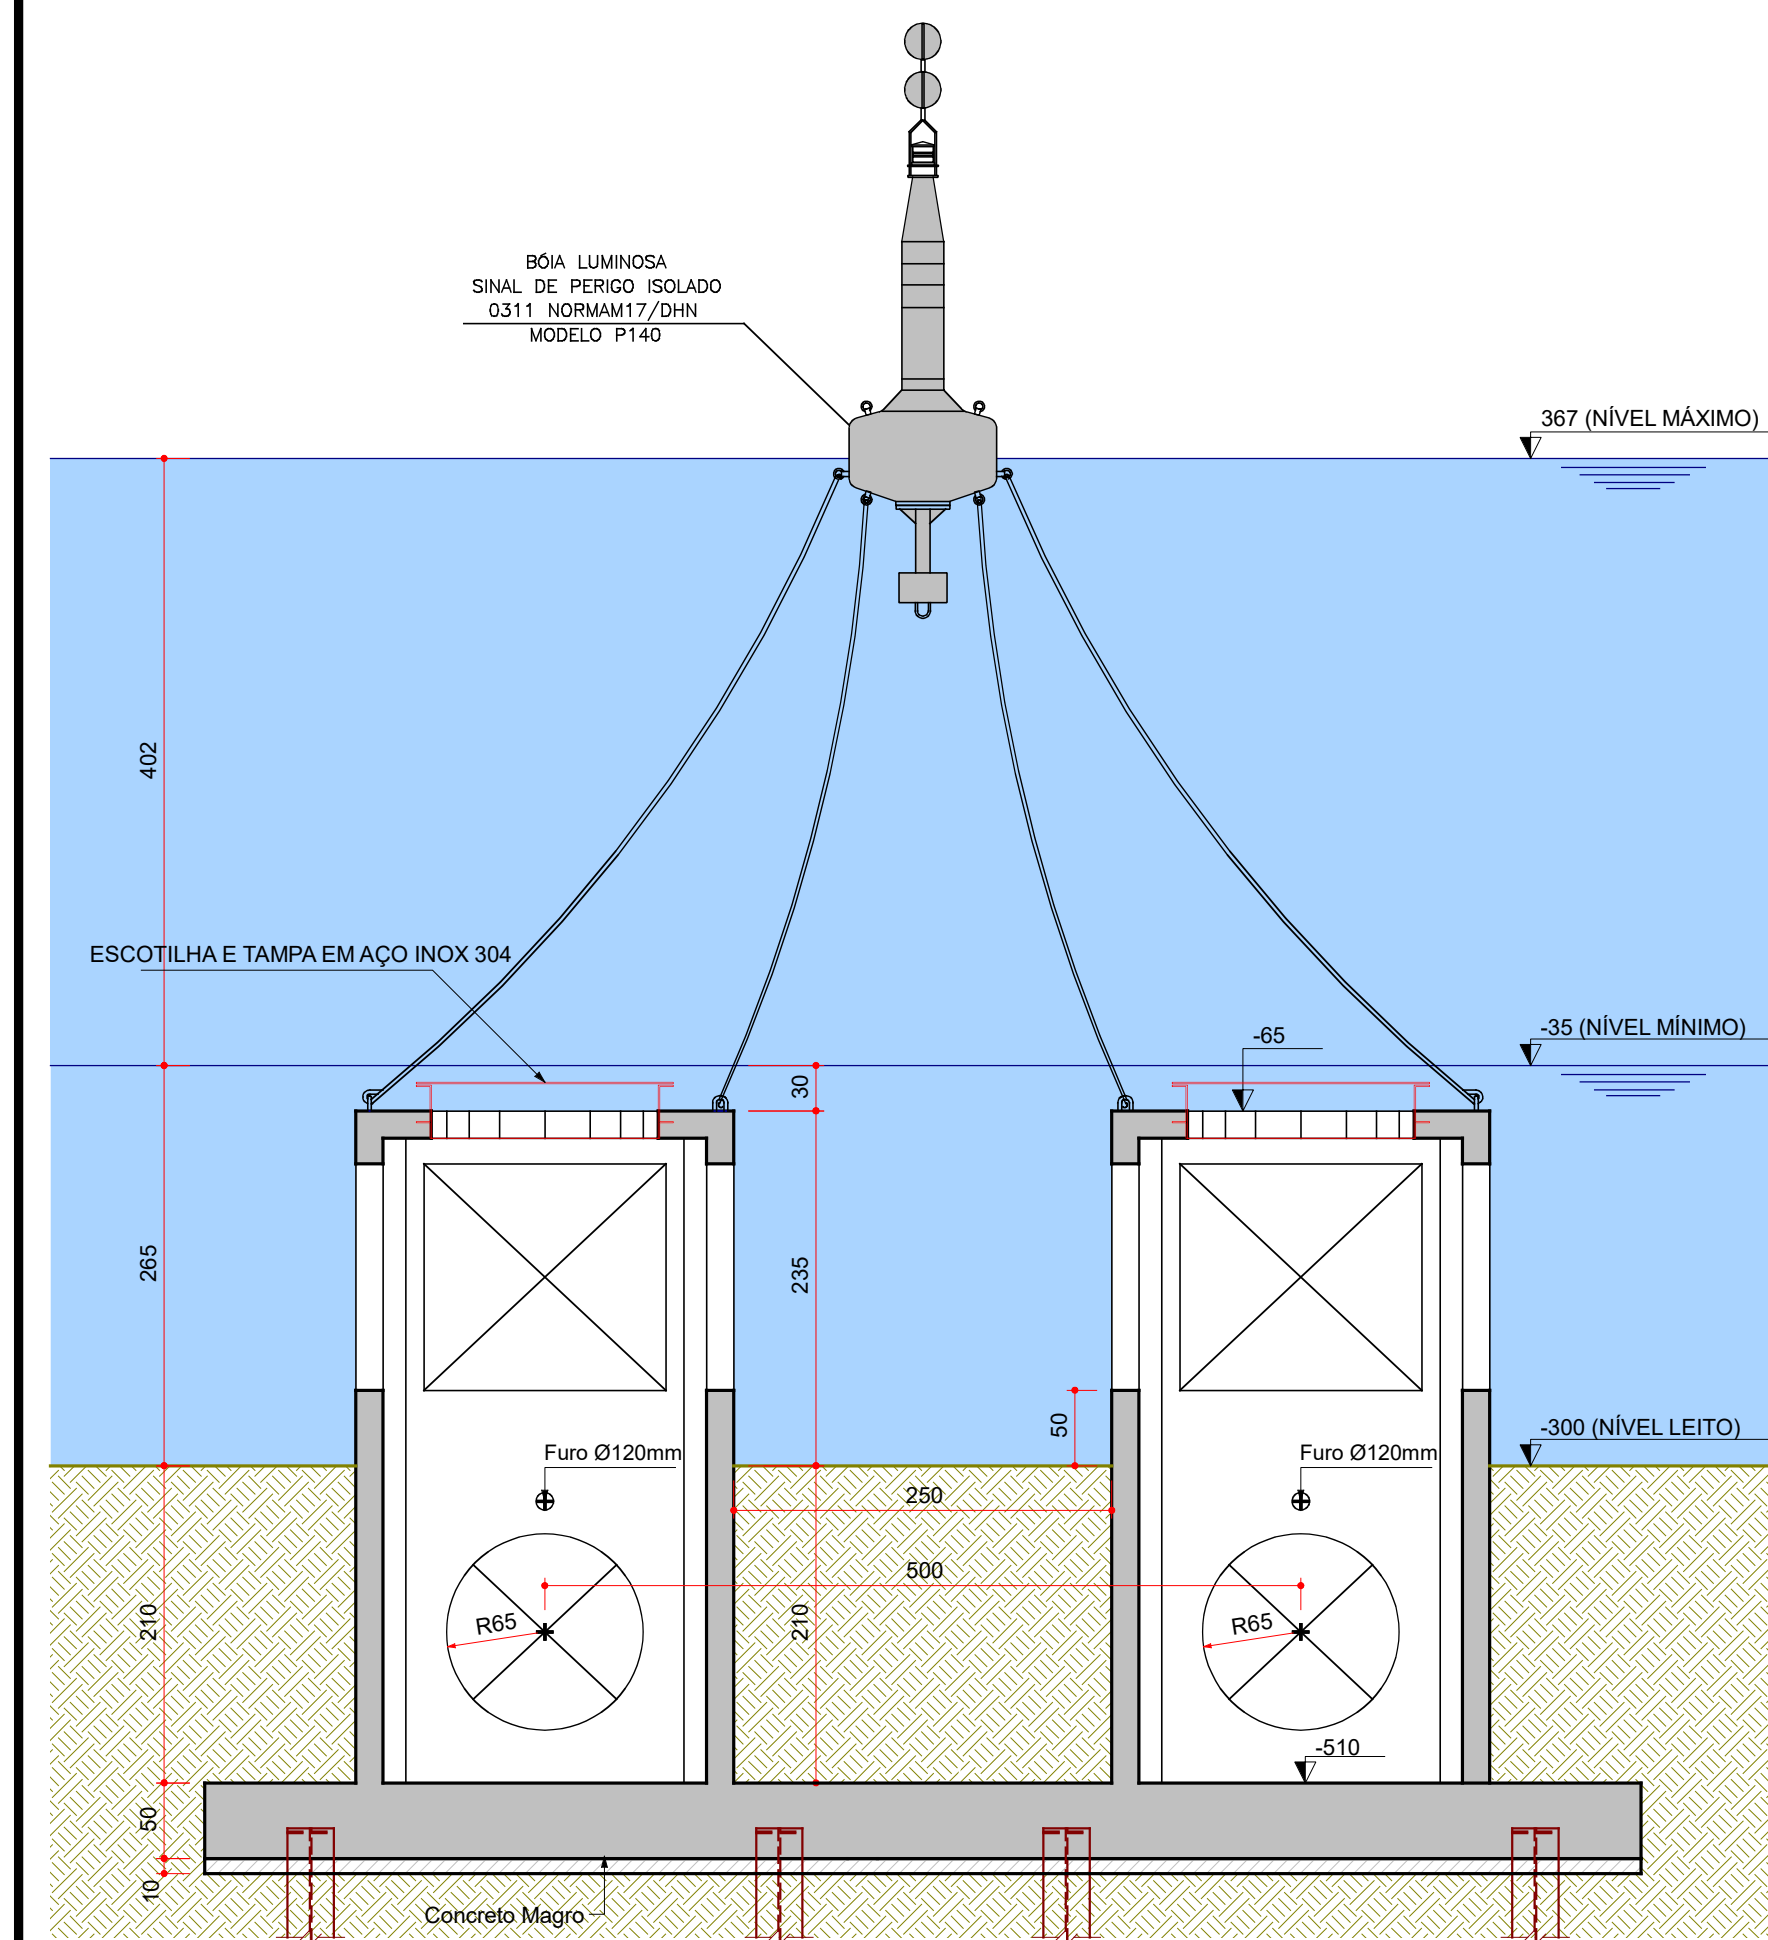 BÓIA LUMINOSA
SINAL DE PERIGO ISOLADO
0311 NORMAM17/DHN
MODELO P140
367 (NÍVEL MÁXIMO)
402
ESCOTILHA E TAMPA EM AÇO INOX 304
-35 (NÍVEL MÍNIMO)
-65
30
265
235
50
-300 (NÍVEL LEITO)
Furo Ø120mm
Furo Ø120mm
250
500
210
R65
210
R65
-510
50
10
Concreto Magro